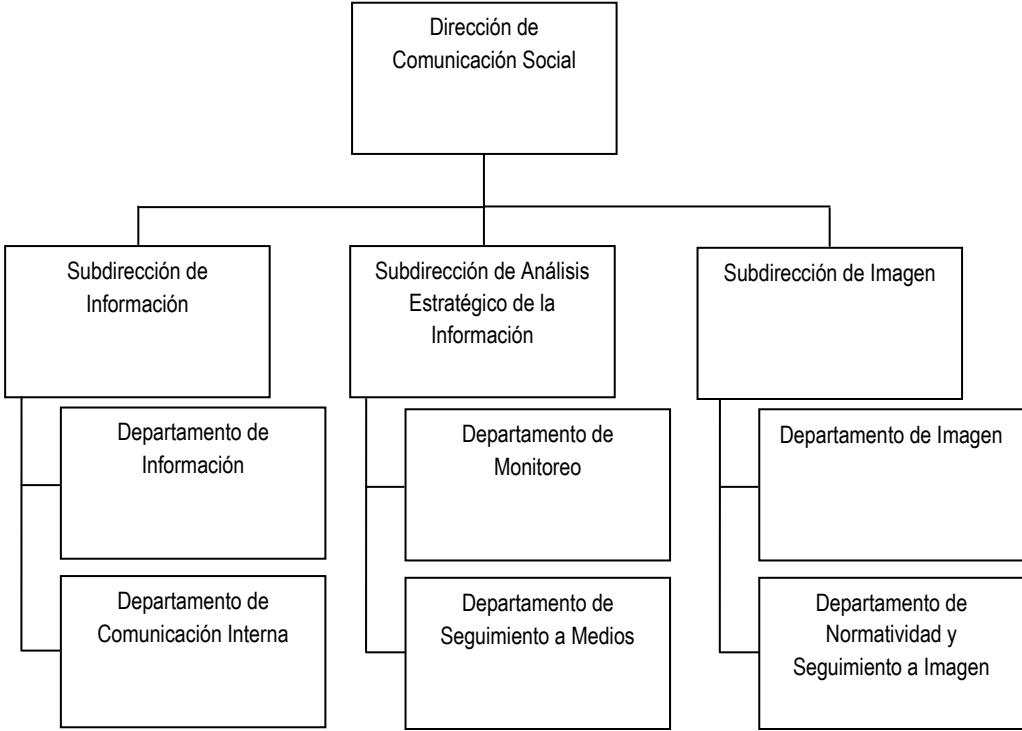 Dirección de
Comunicación Social
Subdirección de
Información
Subdirección de Análisis
Estratégico de la
Información
Subdirección de Imagen
Departamento de
Información
Departamento de
Monitoreo
Departamento de Imagen
Departamento de
Comunicación Interna
Departamento de
Seguimiento a Medios
Departamento de
Normatividad y
Seguimiento a Imagen